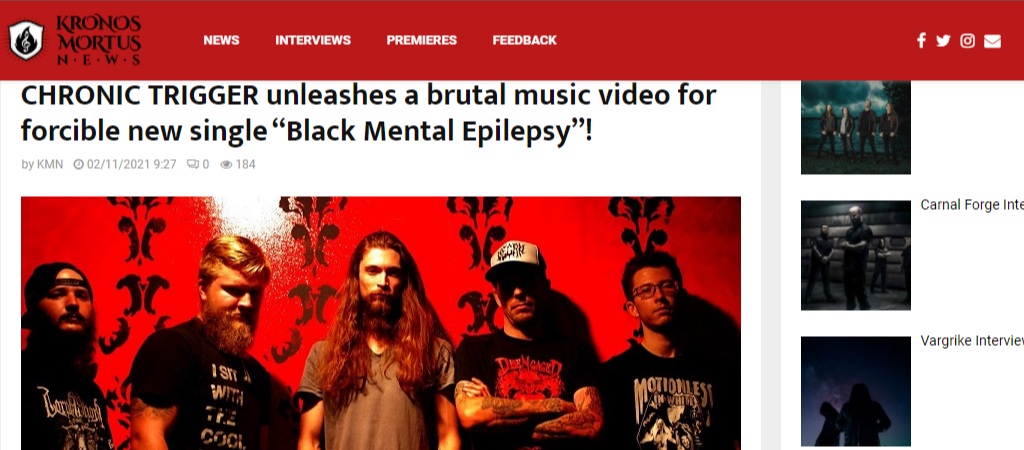 KRONOS
MORTUS
N·E·W·S
NEWS INTERVIEWS PREMIERES FEEDBACK
CHRONIC TRIGGER unleashes a brutal music video for
forcible new single “Black Mental Epilepsy”!
by KMN 02/11/2021 9:27 0 184
I SIT
WITH
THE
COOL
DISENGAGED
MOTIONLESS
IN WHITE
Carnal Forge Inte
Vargrike Intervie